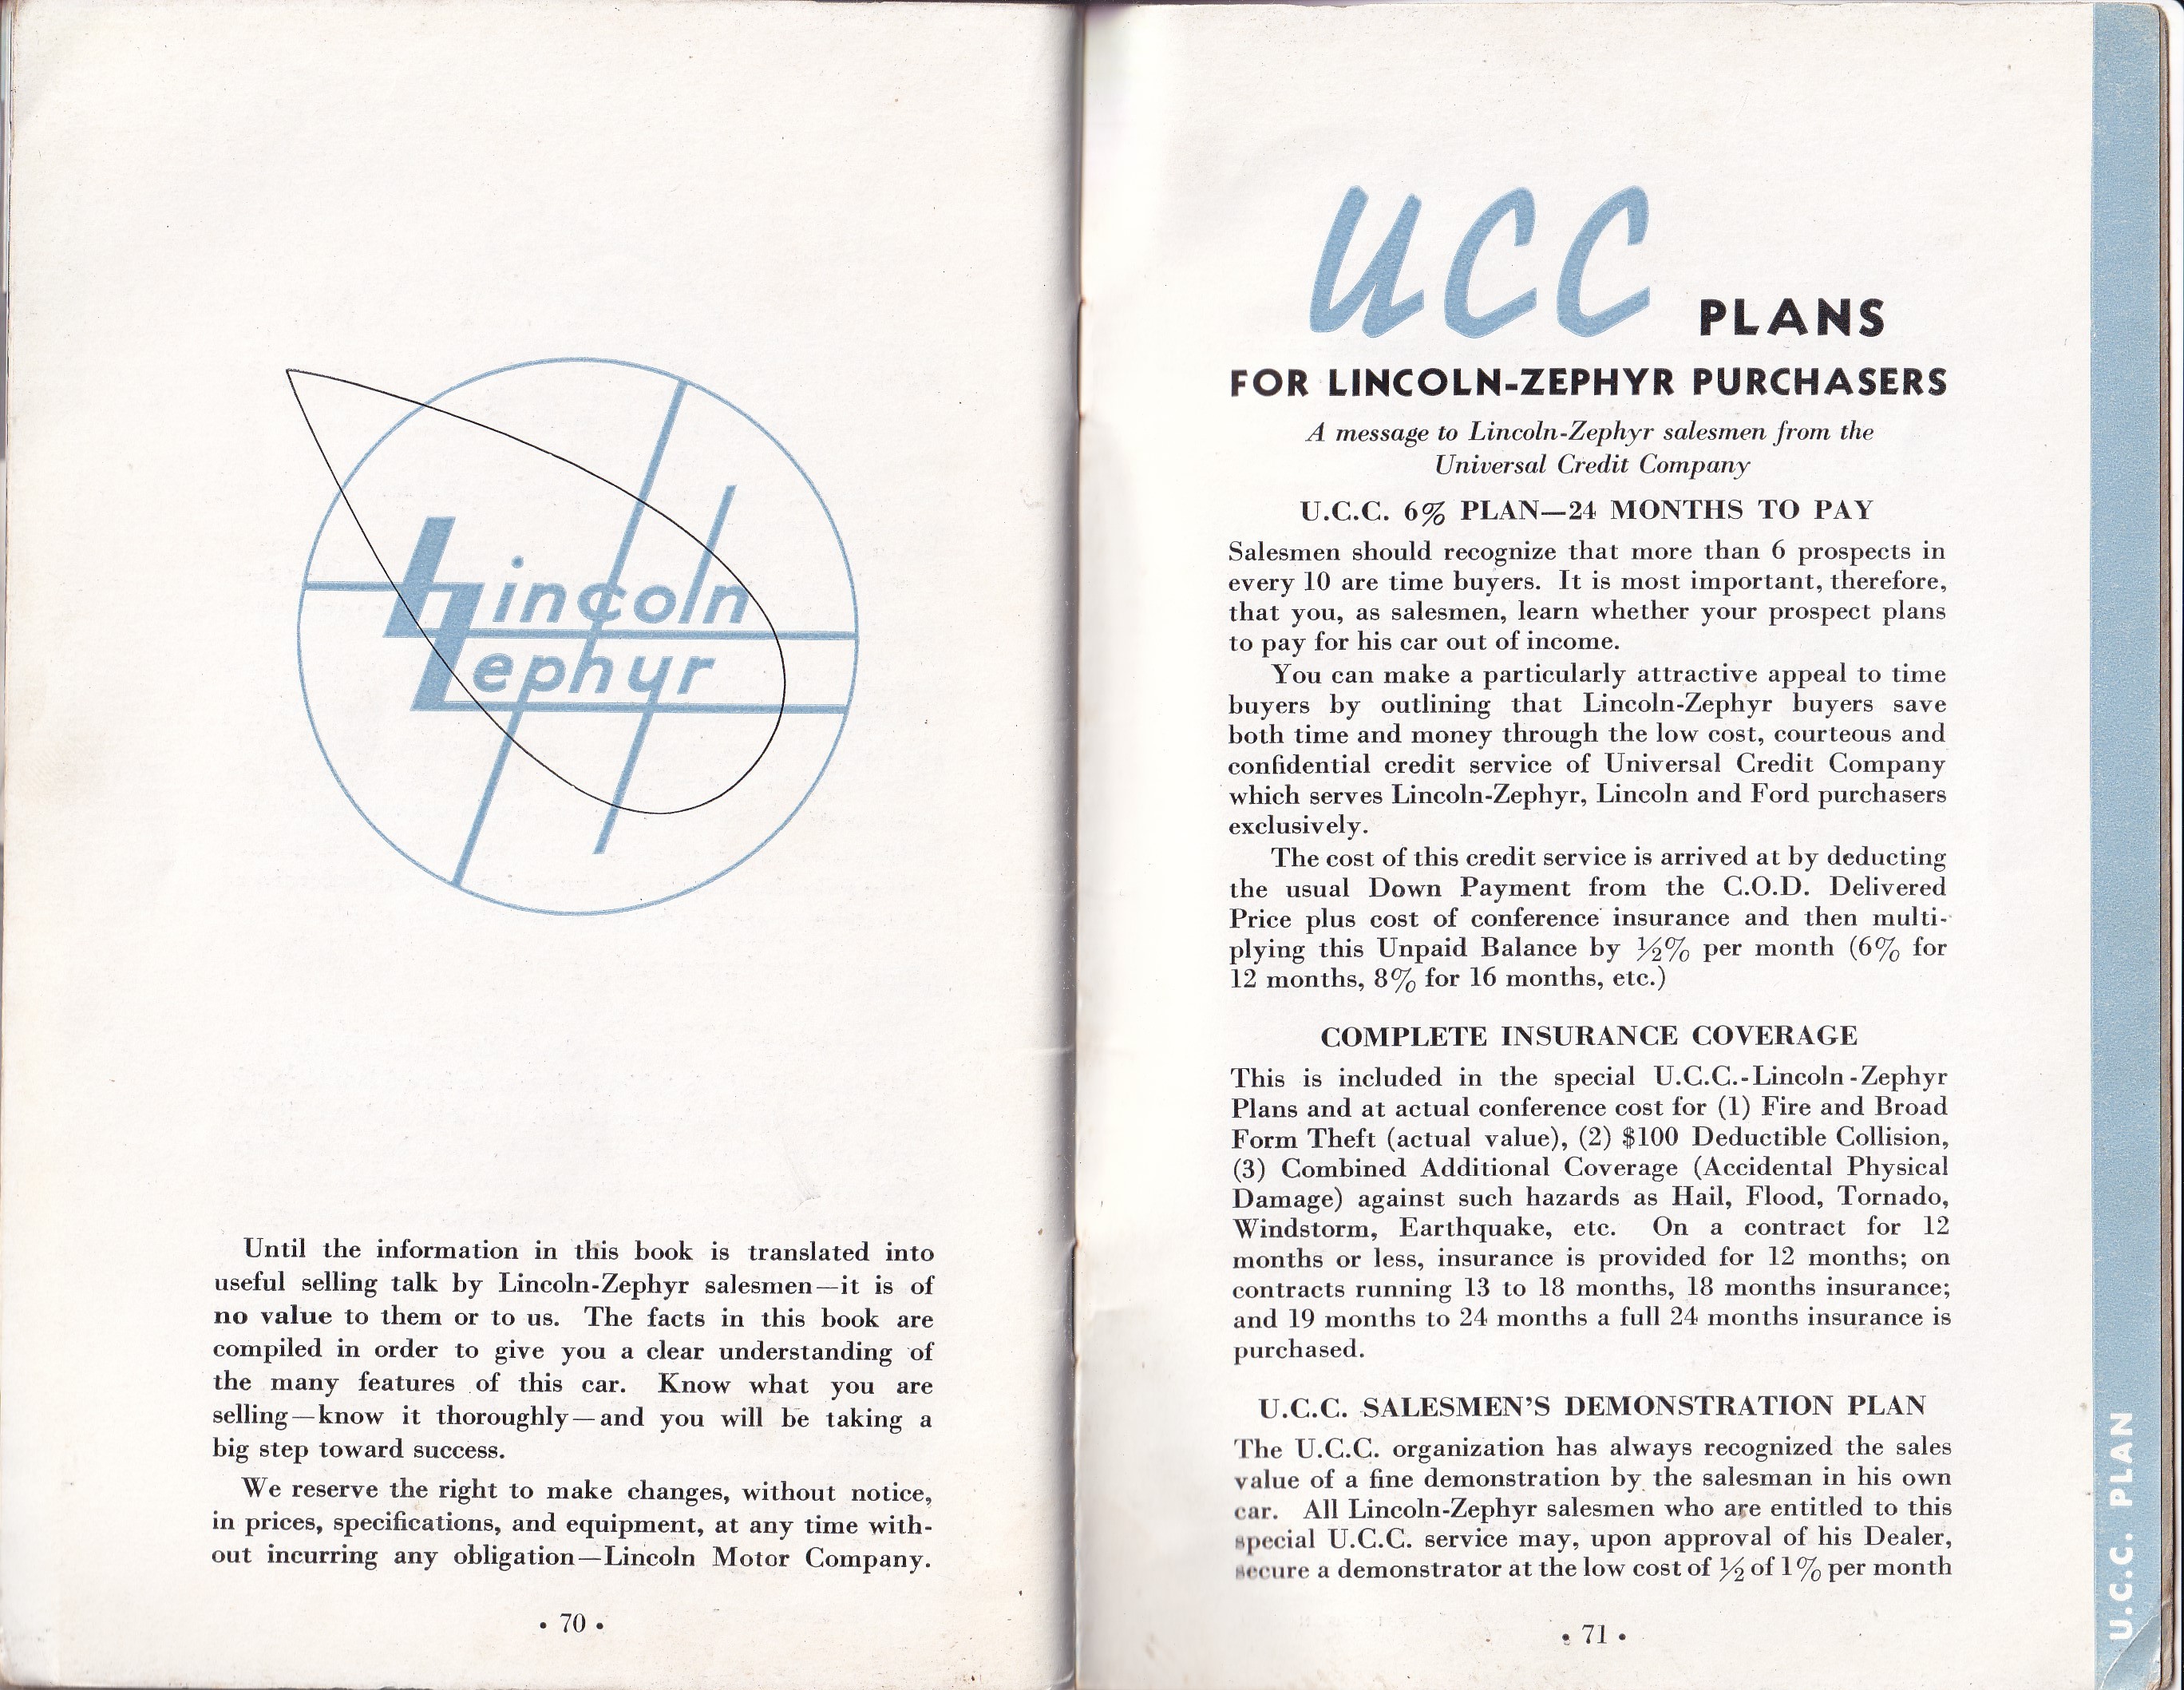 Lincoln
Zephyr
Until the information in this book is translated into
useful selling talk by Lincoln-Zephyr salesmen—it is of
no value to them or to us. The facts in this book are
compiled in order to give you a clear understanding of
the many features of this car. Know what you are
selling—know it thoroughly—and you will be taking a
big step toward success.
We reserve the right to make changes, without notice,
in prices, specifications, and equipment, at any time with-
out incurring any obligation—Lincoln Motor Company.
• 70 •
UCC PLANS
FOR LINCOLN-ZEPHYR PURCHASERS
A message to Lincoln-Zephyr salesmen from the
Universal Credit Company
U.C.C. 6% PLAN—24 MONTHS TO PAY
Salesmen should recognize that more than 6 prospects in
every 10 are time buyers. It is most important, therefore,
that you, as salesmen, learn whether your prospect plans
to pay for his car out of income.
You can make a particularly attractive appeal to time
buyers by outlining that Lincoln-Zephyr buyers save
both time and money through the low cost, courteous and
confidential credit service of Universal Credit Company
which serves Lincoln-Zephyr, Lincoln and Ford purchasers
exclusively.
The cost of this credit service is arrived at by deducting
the usual Down Payment from the C.O.D. Delivered
Price plus cost of conference insurance and then multi-
plying this Unpaid Balance by ½% per month (6% for
12 months, 8% for 16 months, etc.)
COMPLETE INSURANCE COVERAGE
This is included in the special U.C.C.-Lincoln-Zephyr
Plans and at actual conference cost for (1) Fire and Broad
Form Theft (actual value), (2) $100 Deductible Collision,
(3) Combined Additional Coverage (Accidental Physical
Damage) against such hazards as Hail, Flood, Tornado,
Windstorm, Earthquake, etc. On a contract for 12
months or less, insurance is provided for 12 months; on
contracts running 13 to 18 months, 18 months insurance;
and 19 months to 24 months a full 24 months insurance is
purchased.
U.C.C. SALESMEN'S DEMONSTRATION PLAN
The U.C.C. organization has always recognized the sales
value of a fine demonstration by the salesman in his own
car. All Lincoln-Zephyr salesmen who are entitled to this
special U.C.C. service may, upon approval of his Dealer,
secure a demonstrator at the low cost of ½ of 1% per month
• 71 •
U.C.C. PLAN